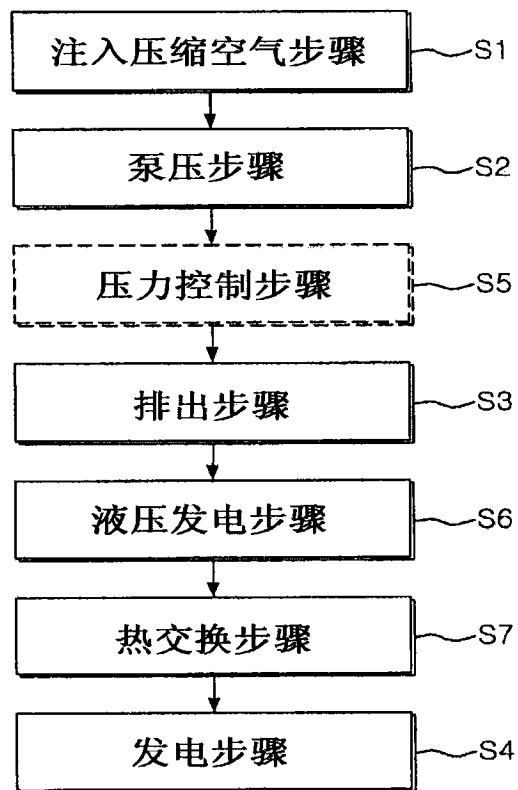 注入压缩空气步骤 S1
泵压步骤 S2
压力控制步骤 S5
排出步骤 S3
液压发电步骤 S6
热交换步骤 S7
发电步骤 S4